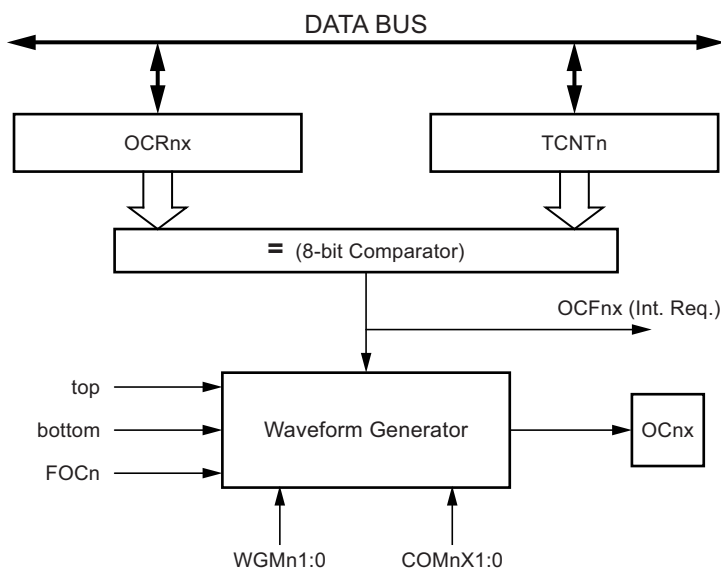 DATA BUS
OCRnx
TCNTn
= (8-bit Comparator)
OCFnx (Int. Req.)
top
bottom
FOCn
Waveform Generator
OCnx
WGMn1:0
COMnX1:0